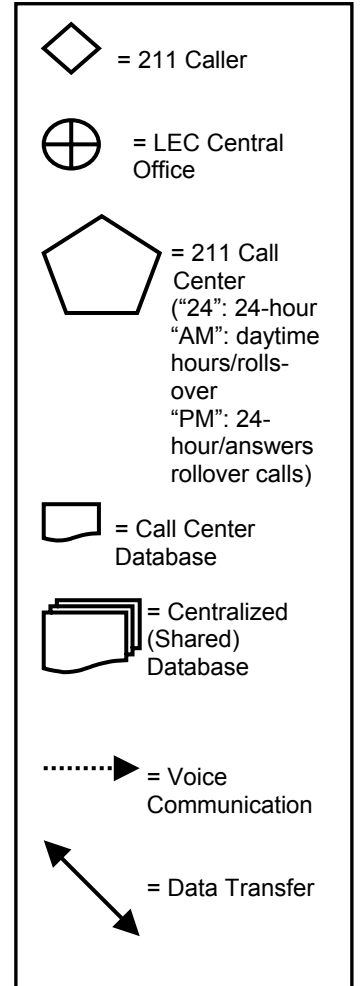 = 211 Caller
= LEC Central
Office
= 211 Call
Center
(“24”: 24-hour
“AM”: daytime
hours/rolls-
over
“PM”: 24-
hour/answers
rollover calls)
= Call Center
Database
= Centralized
(Shared)
Database
= Voice
Communication
= Data Transfer